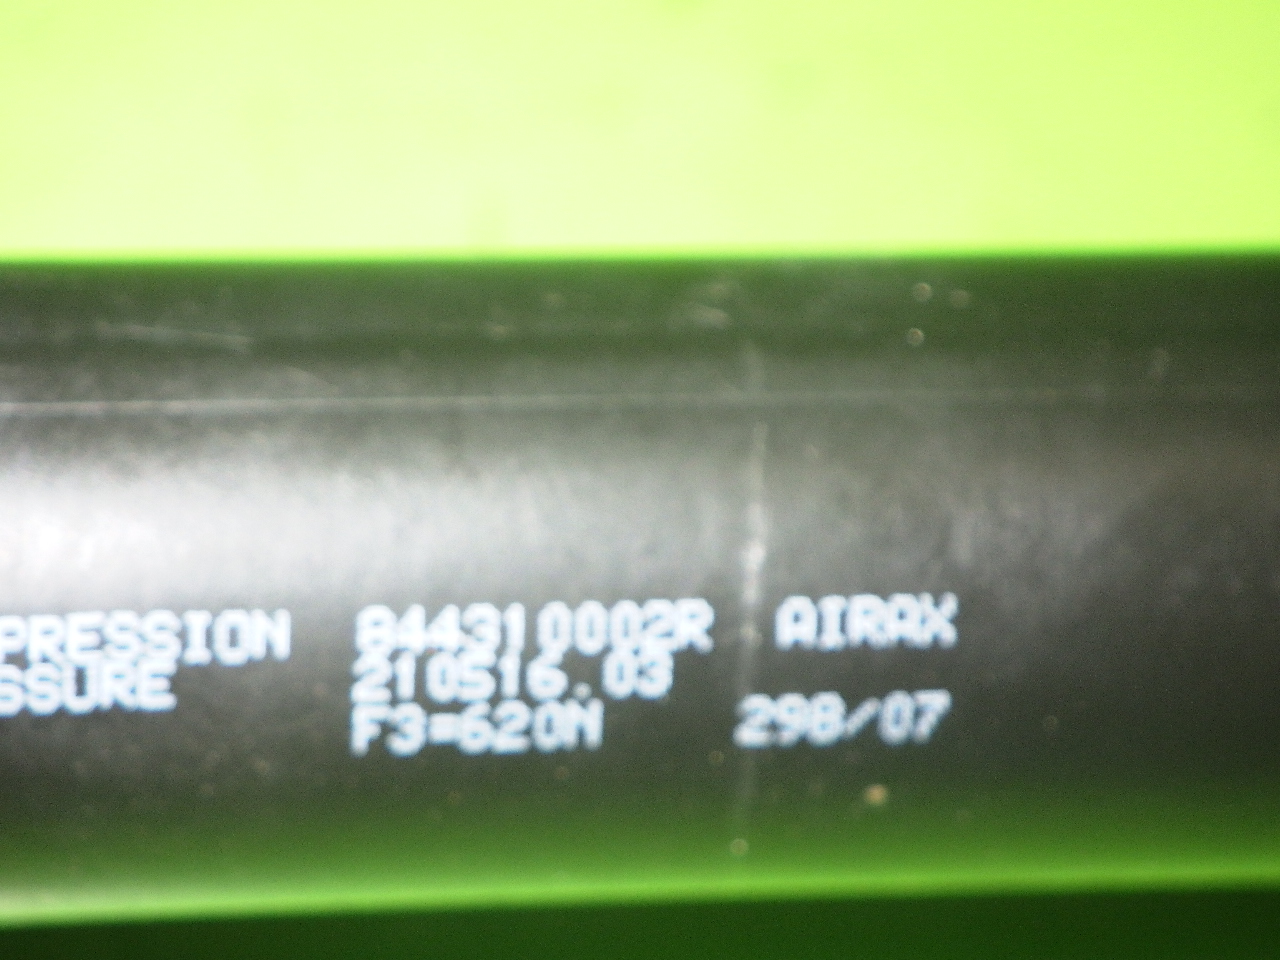 PRESSION 844310002R AIRAX
SSURE 210516.03
F3=620N 298/07